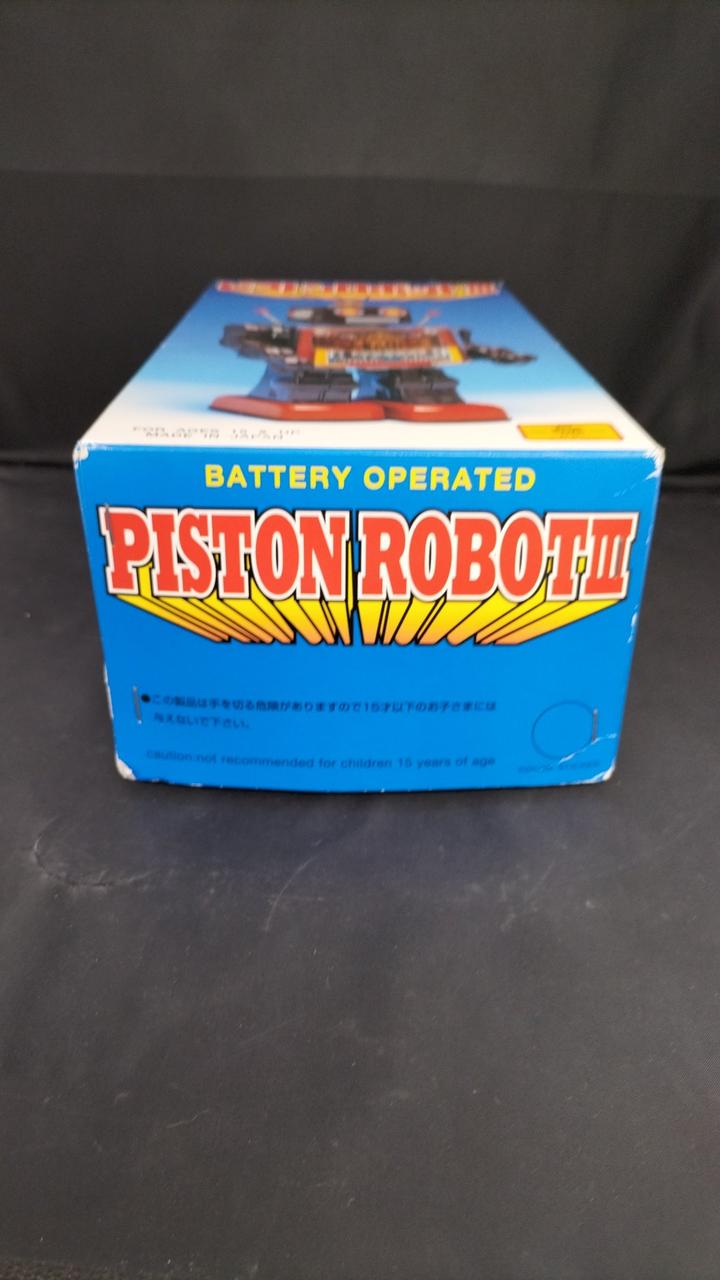 FOR AGES 15 & UP
MADE IN JAPAN
BATTERY OPERATED
PISTON ROBOT III
●この製品は手を切る危険がありますので15才以下のお子さまには
与えないで下さい。
caution:not recommended for children 15 years of age